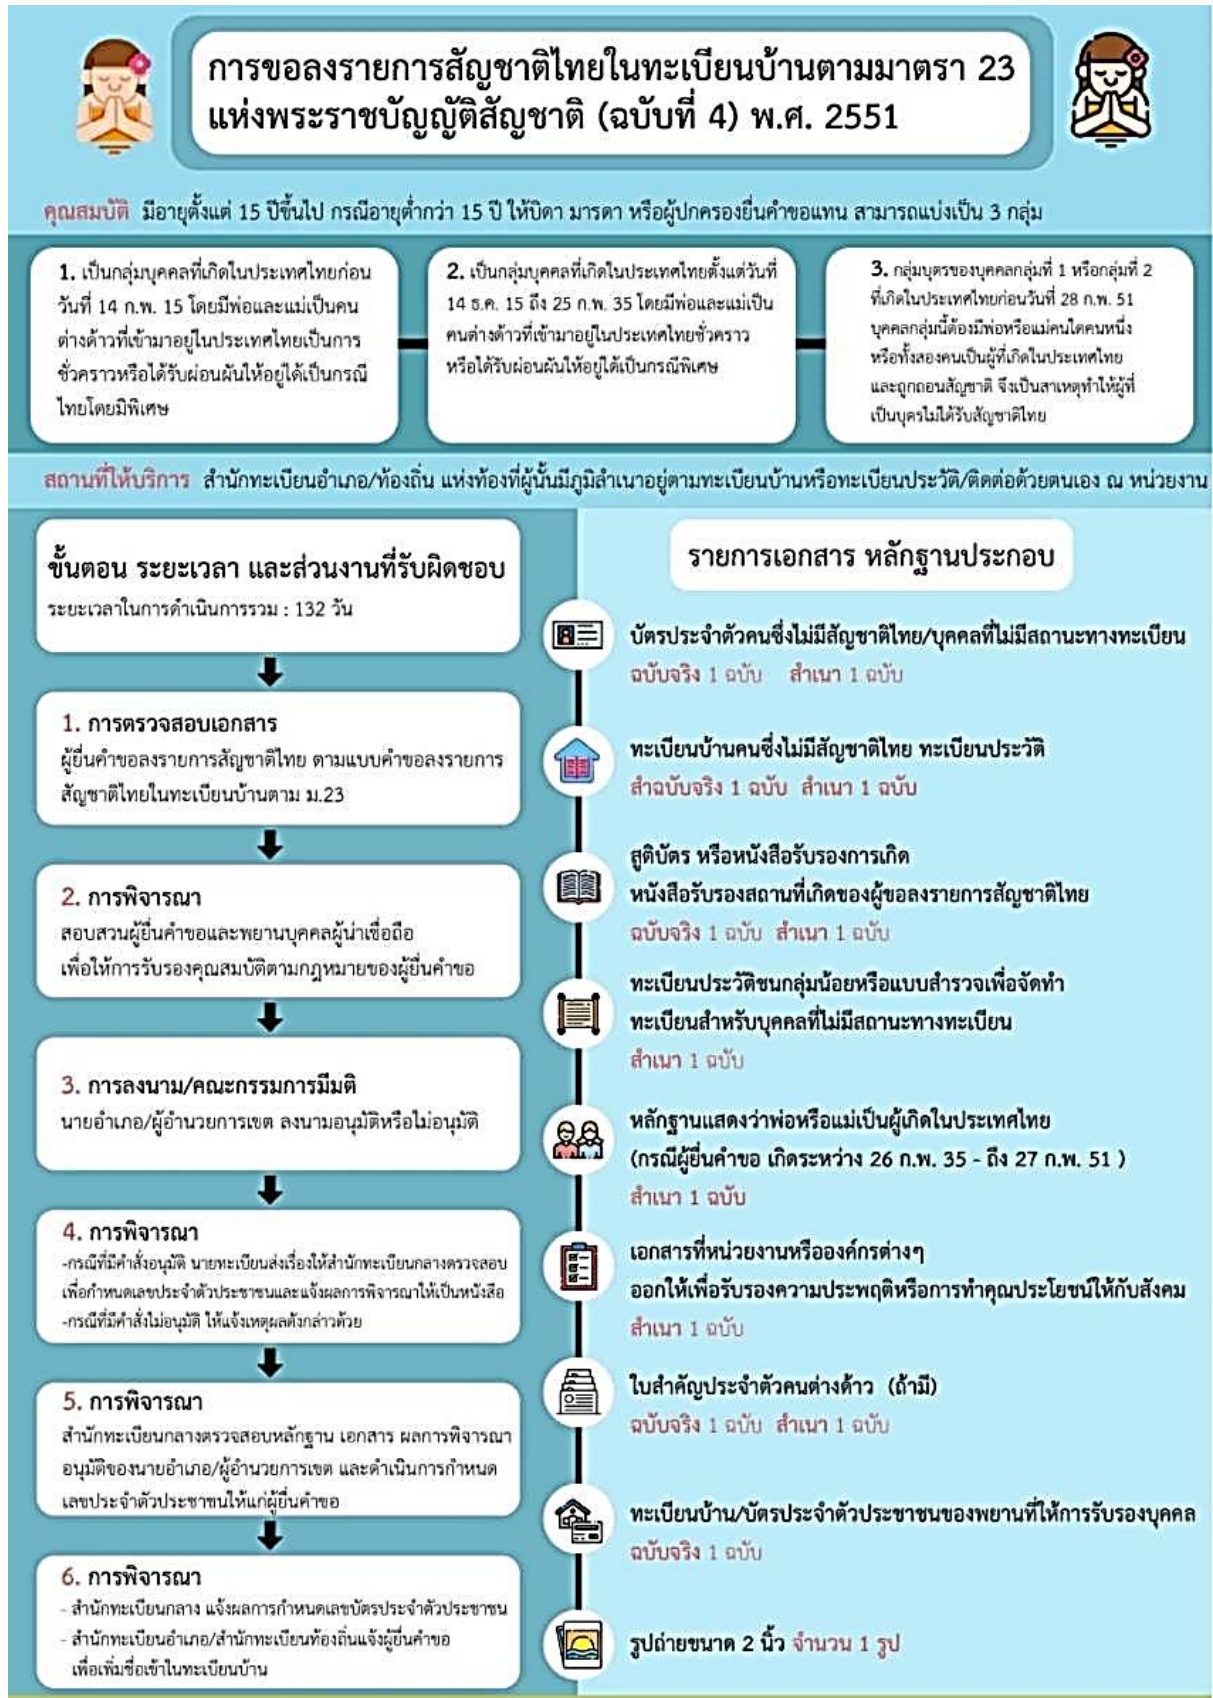 การขอลงรายการสัญชาติไทยในทะเบียนบ้านตามมาตรา 23
แห่งพระราชบัญญัติสัญชาติ (ฉบับที่ 4) พ.ศ. 2551
คุณสมบัติ มีอายุตั้งแต่ 15 ปีขึ้นไป กรณีอายุต่ำกว่า 15 ปี ให้บิดา มารดา หรือผู้ปกครองยื่นคำขอแทน สามารถแบ่งเป็น 3 กลุ่ม
1. เป็นกลุ่มบุคคลที่เกิดในประเทศไทยก่อน
วันที่ 14 ก.พ. 15 โดยมีพ่อและแม่เป็นคน
ต่างด้าวที่เข้ามาอยู่ในประเทศไทยเป็นการ
ชั่วคราวหรือได้รับผ่อนผันให้อยู่ได้เป็นกรณี
ไทยโดยมิพิเศษ
2. เป็นกลุ่มบุคคลที่เกิดในประเทศไทยตั้งแต่วันที่
14 ธ.ค. 15 ถึง 25 ก.พ. 35 โดยมีพ่อและแม่เป็น
คนต่างด้าวที่เข้ามาอยู่ในประเทศไทยชั่วคราว
หรือได้รับผ่อนผันให้อยู่ได้เป็นกรณีพิเศษ
3. กลุ่มบุตรของบุคคลกลุ่มที่ 1 หรือกลุ่มที่ 2
ที่เกิดในประเทศไทยก่อนวันที่ 28 ก.พ. 51
บุคคลกลุ่มนี้ต้องมีพ่อหรือแม่คนใดคนหนึ่ง
หรือทั้งสองคนเป็นผู้ที่เกิดในประเทศไทย
และถูกถอนสัญชาติ จึงเป็นสาเหตุทำให้ผู้ที่
เป็นบุตรไม่ได้รับสัญชาติไทย
สถานที่ให้บริการ สำนักทะเบียนอำเภอ/ท้องถิ่น แห่งท้องที่ผู้นั้นมีภูมิลำเนาอยู่ตามทะเบียนบ้านหรือทะเบียนประวัติ/ติดต่อด้วยตนเอง ณ หน่วยงาน
ขั้นตอน ระยะเวลา และส่วนงานที่รับผิดชอบ
ระยะเวลาในการดำเนินการรวม : 132 วัน
1. การตรวจสอบเอกสาร
ผู้ยื่นคำขอลงรายการสัญชาติไทย ตามแบบคำขอลงรายการ
สัญชาติไทยในทะเบียนบ้านตาม ม.23
2. การพิจารณา
สอบสวนผู้ยื่นคำขอและพยานบุคคลผู้น่าเชื่อถือ
เพื่อให้การรับรองคุณสมบัติตามกฎหมายของผู้ยื่นคำขอ
3. การลงนาม/คณะกรรมการมีมติ
นายอำเภอ/ผู้อำนวยการเขต ลงนามอนุมัติหรือไม่อนุมัติ
4. การพิจารณา
-กรณีที่มีคำสั่งอนุมัติ นายทะเบียนส่งเรื่องให้สำนักทะเบียนกลางตรวจสอบ
เพื่อกำหนดเลขประจำตัวประชาชนและแจ้งผลการพิจารณาให้เป็นหนังสือ
-กรณีที่มีคำสั่งไม่อนุมัติ ให้แจ้งเหตุผลดังกล่าวด้วย
5. การพิจารณา
สำนักทะเบียนกลางตรวจสอบหลักฐาน เอกสาร ผลการพิจารณา
อนุมัติของนายอำเภอ/ผู้อำนวยการเขต และดำเนินการกำหนด
เลขประจำตัวประชาชนให้แก่ผู้ยื่นคำขอ
6. การพิจารณา
- สำนักทะเบียนกลาง แจ้งผลการกำหนดเลขบัตรประจำตัวประชาชน
- สำนักทะเบียนอำเภอ/สำนักทะเบียนท้องถิ่นแจ้งผู้ยื่นคำขอ
เพื่อเพิ่มชื่อเข้าในทะเบียนบ้าน
รายการเอกสาร หลักฐานประกอบ
บัตรประจำตัวคนซึ่งไม่มีสัญชาติไทย/บุคคลที่ไม่มีสถานะทางทะเบียน
ฉบับจริง 1 ฉบับ สำเนา 1 ฉบับ
ทะเบียนบ้านคนซึ่งไม่มีสัญชาติไทย ทะเบียนประวัติ
สำฉบับจริง 1 ฉบับ สำเนา 1 ฉบับ
สูติบัตร หรือหนังสือรับรองการเกิด
หนังสือรับรองสถานที่เกิดของผู้ขอลงรายการสัญชาติไทย
ฉบับจริง 1 ฉบับ สำเนา 1 ฉบับ
ทะเบียนประวัติชนกลุ่มน้อยหรือแบบสำรวจเพื่อจัดทำ
ทะเบียนสำหรับบุคคลที่ไม่มีสถานะทางทะเบียน
สำเนา 1 ฉบับ
หลักฐานแสดงว่าพ่อหรือแม่เป็นผู้เกิดในประเทศไทย
(กรณีผู้ยื่นคำขอ เกิดระหว่าง 26 ก.พ. 35 - ถึง 27 ก.พ. 51 )
สำเนา 1 ฉบับ
เอกสารที่หน่วยงานหรือองค์กรต่างๆ
ออกให้เพื่อรับรองความประพฤติหรือการทำคุณประโยชน์ให้กับสังคม
สำเนา 1 ฉบับ
ใบสำคัญประจำตัวคนต่างด้าว (ถ้ามี)
ฉบับจริง 1 ฉบับ สำเนา 1 ฉบับ
ทะเบียนบ้าน/บัตรประจำตัวประชาชนของพยานที่ให้การรับรองบุคคล
ฉบับจริง 1 ฉบับ
รูปถ่ายขนาด 2 นิ้ว จำนวน 1 รูป